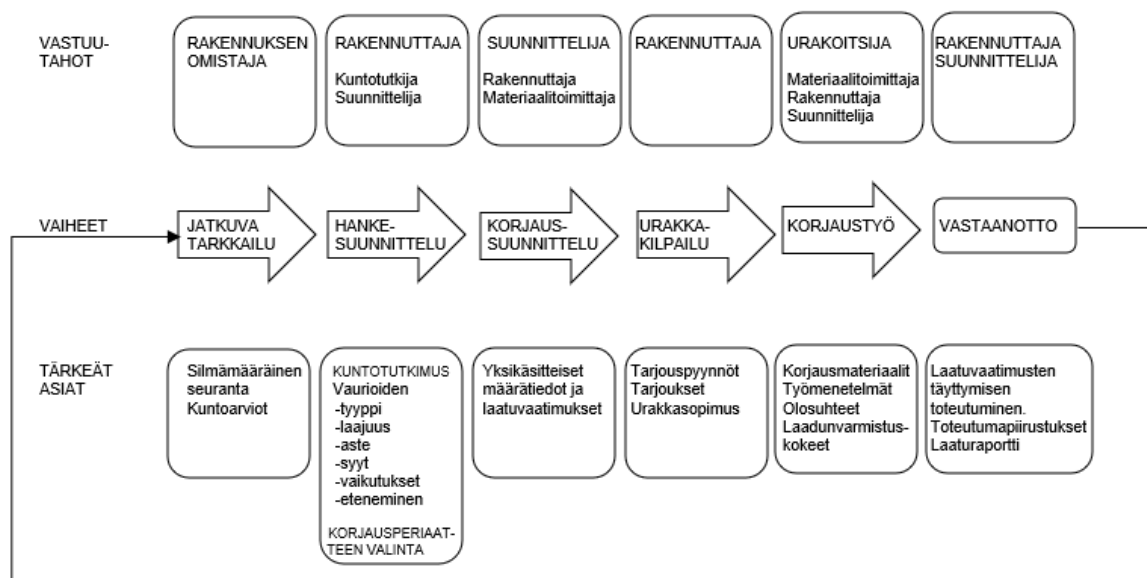 VASTUU-
TAHOT
RAKENNUKSEN
OMISTAJA
RAKENNUTTAJA
Kuntotutkija
Suunnittelija
SUUNNITTELIJA
Rakennuttaja
Materiaalitoimittaja
RAKENNUTTAJA
URAKOITSIJA
Materiaalitoimittaja
Rakennuttaja
Suunnittelija
RAKENNUTTAJA
SUUNNITTELIJA
VAIHEET
JATKUVA
TARKKAILU
HANKE-
SUUNNITTELU
KORJAUS-
SUUNNITTELU
URAKKA-
KILPAILU
KORJAUSTYÖ
VASTAANOTTO
TÄRKEÄT
ASIAT
Silmämääräinen
seuranta
Kuntoarviot
KUNTOTUTKIMUS
Vaurioiden
-tyyppi
-laajuus
-aste
-syyt
-vaikutukset
-eteneminen
KORJAUSPERIAAT-
TEEN VALINTA
Yksikäsitteiset
määrätiedot ja
laatuvaatimukset
Tarjouspyynnöt
Tarjoukset
Urakkasopimus
Korjausmateriaalit
Työmenetelmät
Olosuhteet
Laadunvarmistus-
kokeet
Laatuvaatimusten
täyttymisen
toteutuminen.
Toteutumapiirustukset
Laaturaportti